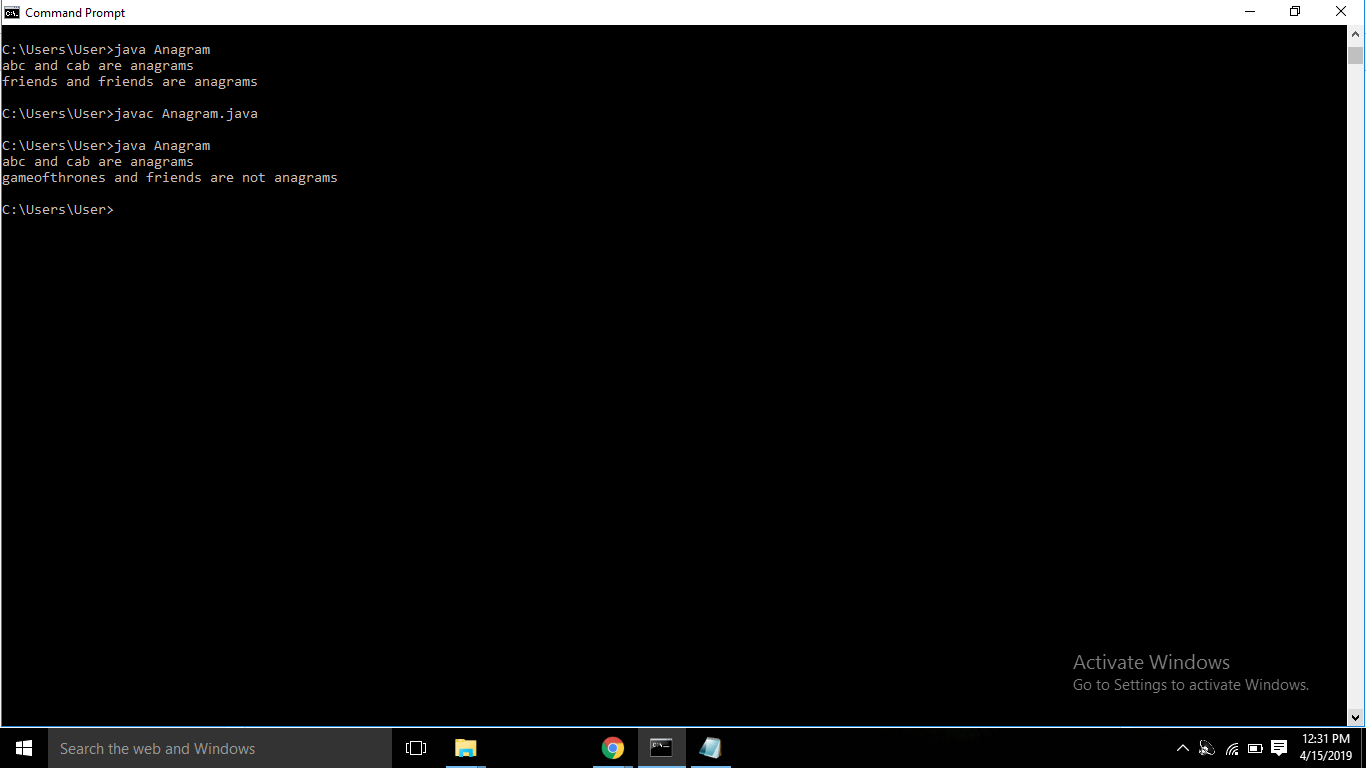 Command Prompt
C:\Users\User>java Anagram
abc and cab are anagrams
friends and friends are anagrams
C:\Users\User>javac Anagram.java
C:\Users\User>java Anagram
abc and cab are anagrams
gameofthrones and friends are not anagrams
C:\Users\User>
Activate Windows
Go to Settings to activate Windows.
Search the web and Windows
12:31 PM
4/15/2019